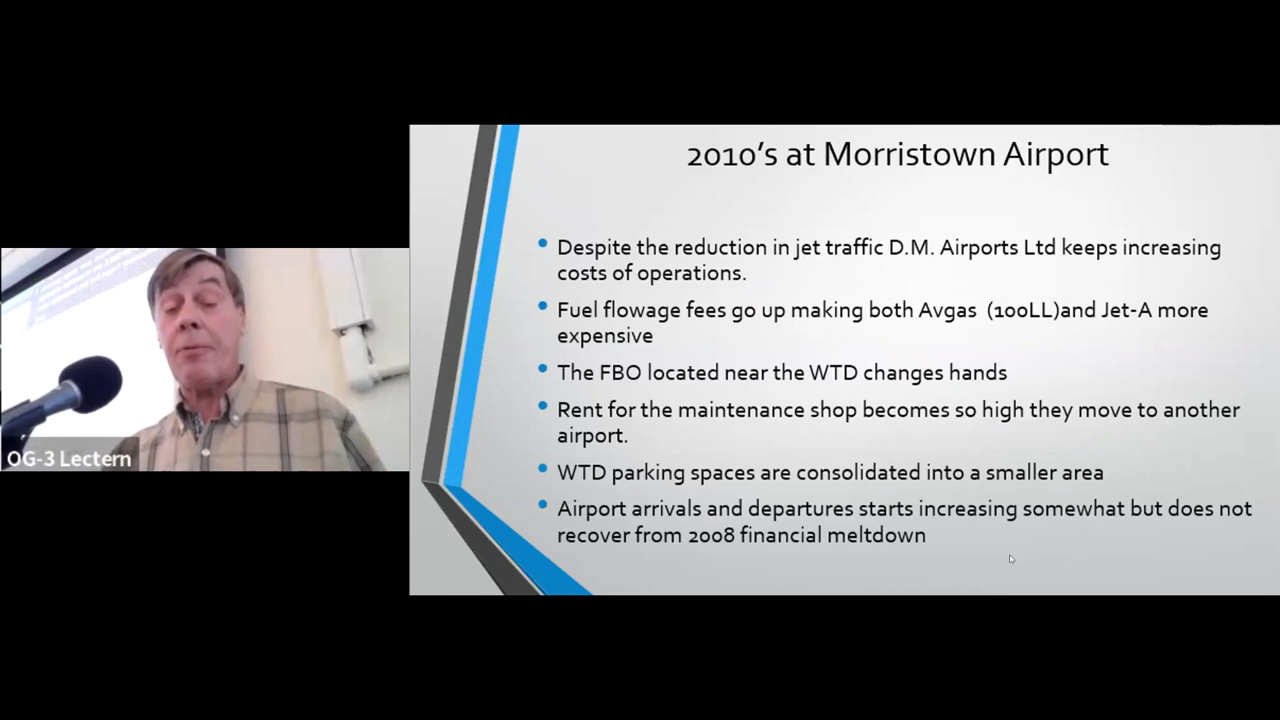 2010's at Morristown Airport
• Despite the reduction in jet traffic D.M. Airports Ltd keeps increasing
costs of operations.
• Fuel flowage fees go up making both Avgas (100LL)and Jet-A more
expensive
• The FBO located near the WTD changes hands
• Rent for the maintenance shop becomes so high they move to another
airport.
• WTD parking spaces are consolidated into a smaller area
• Airport arrivals and departures starts increasing somewhat but does not
recover from 2008 financial meltdown
OG-3 Lectern